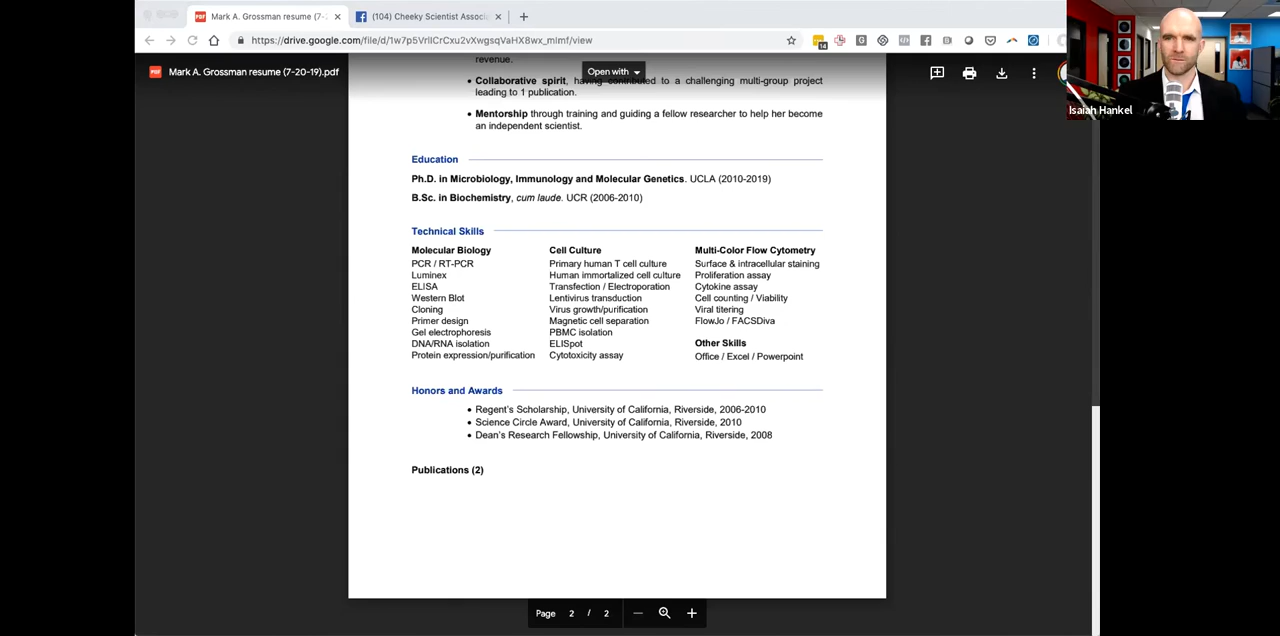 Mark A. Grossman resume (7-2
(104) Cheeky Scientist Associ
https://drive.google.com/file/d/1w7p5VrlICrCxu2vXwgsqVaHX8wx_mImf/view
14
Isaiah Hankel
PDF Mark A. Grossman resume (7-20-19).pdf
Open with
revenue.
• Collaborative spirit, having contributed to a challenging multi-group project
leading to 1 publication.
• Mentorship through training and guiding a fellow researcher to help her become
an independent scientist.
Education
Ph.D. in Microbiology, Immunology and Molecular Genetics. UCLA (2010-2019)
B.Sc. in Biochemistry, cum laude. UCR (2006-2010)
Technical Skills
Molecular Biology
PCR / RT-PCR
Luminex
ELISA
Western Blot
Cloning
Primer design
Gel electrophoresis
DNA/RNA isolation
Protein expression/purification
Cell Culture
Primary human T cell culture
Human immortalized cell culture
Transfection / Electroporation
Lentivirus transduction
Virus growth/purification
Magnetic cell separation
PBMC isolation
ELISpot
Cytotoxicity assay
Multi-Color Flow Cytometry
Surface & intracellular staining
Proliferation assay
Cytokine assay
Cell counting / Viability
Viral titering
FlowJo / FACSDiva
Other Skills
Office / Excel / Powerpoint
Honors and Awards
• Regent's Scholarship, University of California, Riverside, 2006-2010
• Science Circle Award, University of California, Riverside, 2010
• Dean's Research Fellowship, University of California, Riverside, 2008
Publications (2)
Page 2 / 2